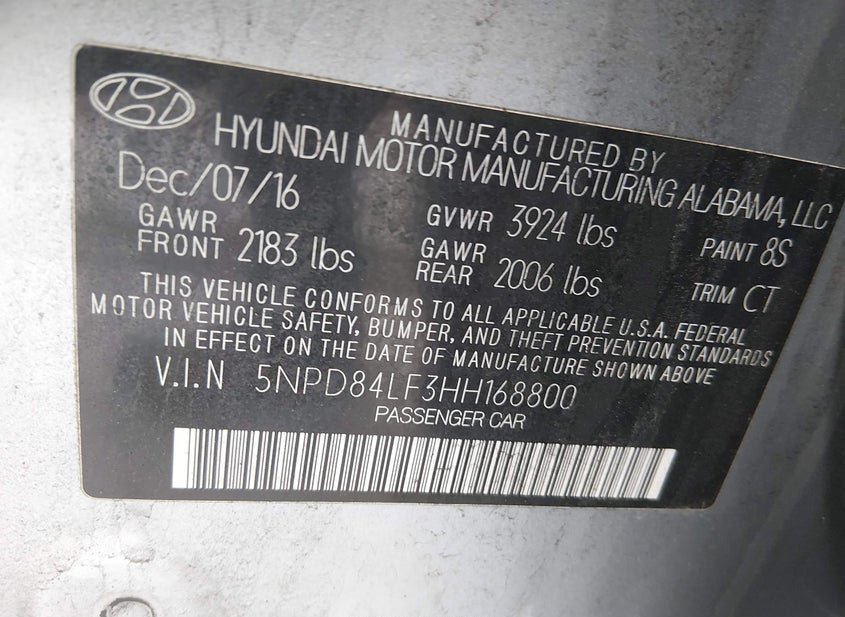 MANUFACTURED BY
HYUNDAI MOTOR MANUFACTURING ALABAMA, LLC
Dec/07/16
GAWR FRONT 2183 lbs
GVWR 3924 lbs
GAWR REAR 2006 lbs
PAINT 8S
TRIM CT
THIS VEHICLE CONFORMS TO ALL APPLICABLE U.S.A. FEDERAL
MOTOR VEHICLE SAFETY, BUMPER, AND THEFT PREVENTION STANDARDS
IN EFFECT ON THE DATE OF MANUFACTURE SHOWN ABOVE
V.I.N 5NPD84LF3HH168800
PASSENGER CAR